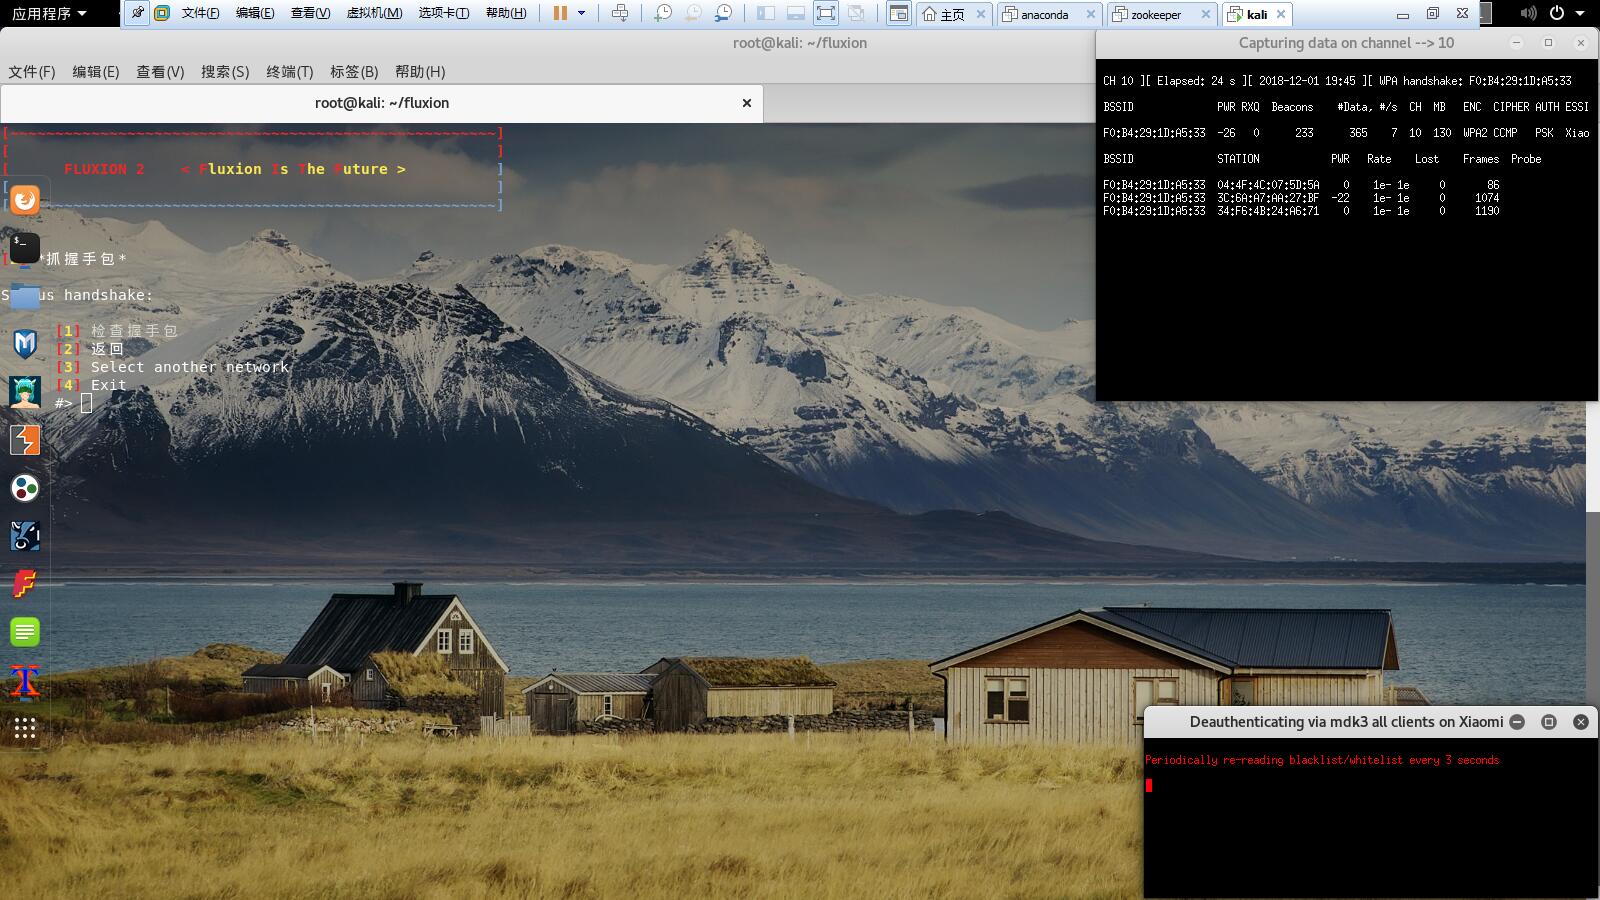 应用程序 文件(F) 编辑(E) 查看(V) 虚拟机(M) 选项卡(T) 帮助(H) 主页 anaconda zookeeper kali
root@kali: ~/fluxion
文件(F) 编辑(E) 查看(V) 搜索(S) 终端(T) 标签(B) 帮助(H)
root@kali: ~/fluxion
[~~~~~~~~~~~~~~~~~~~~~~~~~~~~~~~~~~~~~~~~~~~~~~~~~~~~~~]
FLUXION 2 < Fluxion Is The Future >
*抓握手包*
us handshake:
[1] 检查握手包
[2] 返回
[3] Select another network
[4] Exit
#>
Capturing data on channel --> 10
CH 10 ][ Elapsed: 24 s ][ 2018-12-01 19:45 ][ WPA handshake: F0:B4:29:1D:A5:33
BSSID PWR RXQ Beacons #Data, #/s CH MB ENC CIPHER AUTH ESSI
F0:B4:29:1D:A5:33 -26 0 233 365 7 10 130 WPA2 CCMP PSK Xiao
BSSID STATION PWR Rate Lost Frames Probe
F0:B4:29:1D:A5:33 04:4F:4C:07:5D:5A 0 1e- 1e 0 86
F0:B4:29:1D:A5:33 3C:6A:A7:AA:27:BF -22 1e- 1e 0 1074
F0:B4:29:1D:A5:33 34:F6:4B:24:A6:71 0 1e- 1e 0 1190
Deauthenticating via mdk3 all clients on Xiaomi
Periodically re-reading blacklist/whitelist every 3 seconds